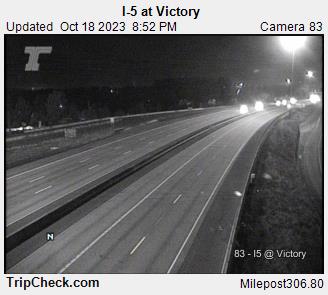 I-5 at Victory
Updated Oct 18 2023 8:52 PM Camera 83
T
N
83 - I5 @ Victory
TripCheck.com Milepost306.80